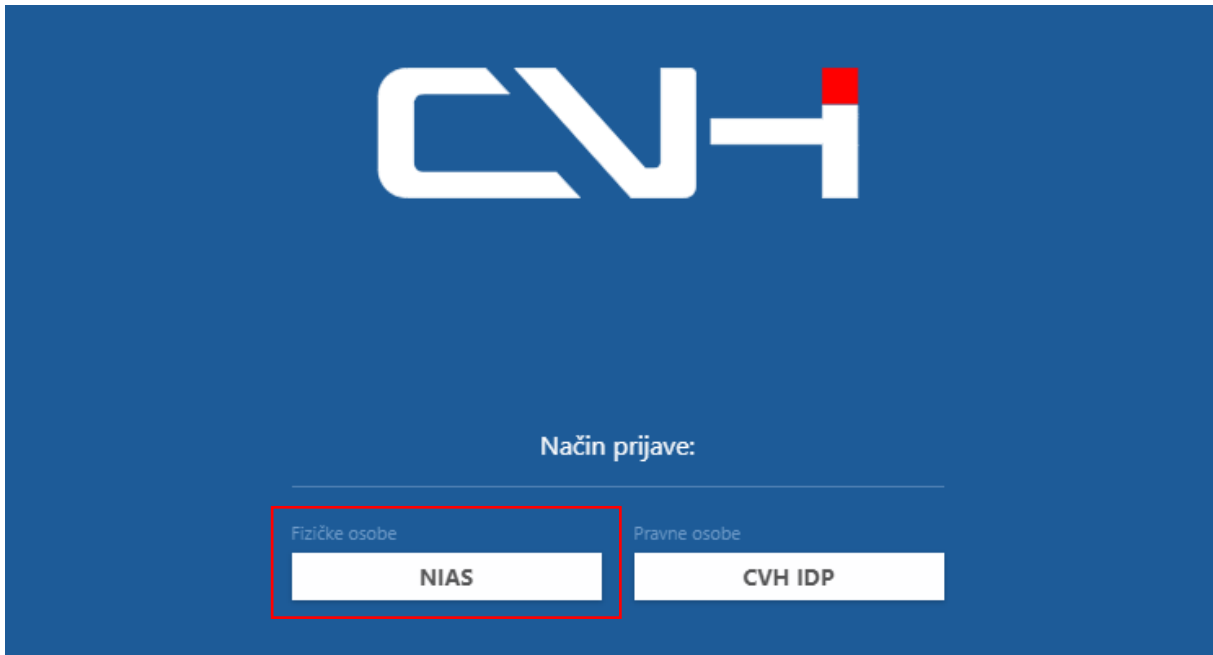 CVH
Način prijave:
Fizičke osobe
Pravne osobe
NIAS
CVH IDP